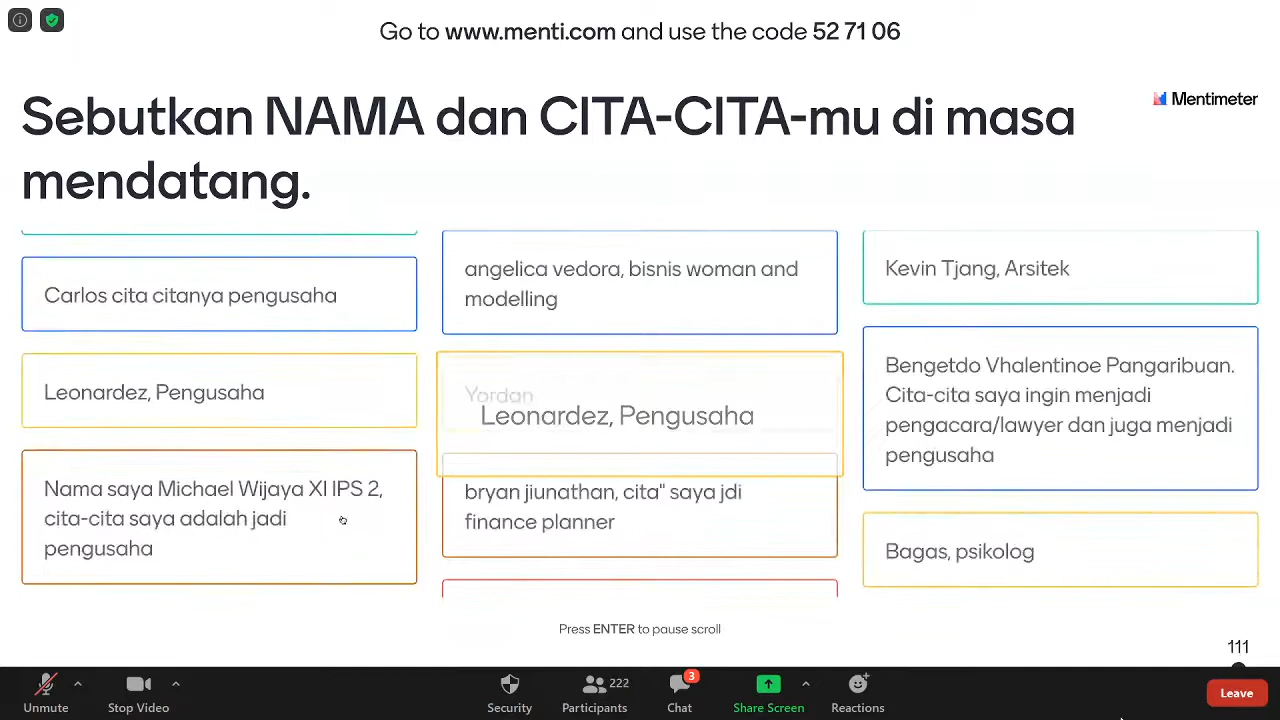 Go to www.menti.com and use the code 52 71 06
Mentimeter
Sebutkan NAMA dan CITA-CITA-mu di masa
mendatang.
Carlos cita citanya pengusaha
Leonardez, Pengusaha
Nama saya Michael Wijaya XI IPS 2,
cita-cita saya adalah jadi
pengusaha
angelica vedora, bisnis woman and
modelling
Yordan
Leonardez, Pengusaha
bryan jiunathan, cita" saya jdi
finance planner
Kevin Tjang, Arsitek
Bengetdo Vhalentinoe Pangaribuan.
Cita-cita saya ingin menjadi
pengacara/lawyer dan juga menjadi
pengusaha
Bagas, psikolog
Press ENTER to pause scroll
111
222
3
Unmute
Stop Video
Security
Participants
Chat
Share Screen
Reactions
Leave